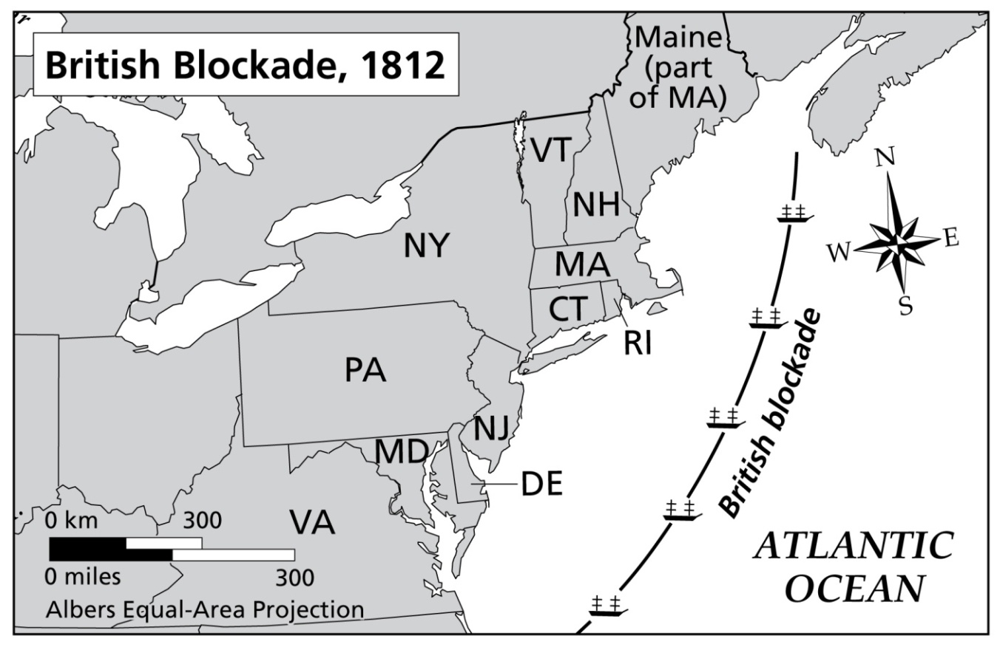 British Blockade, 1812
Maine
(part
of MA)
VT
NH
NY
MA
CT
RI
PA
NJ
MD
DE
VA
N
W
E
S
British blockade
ATLANTIC
OCEAN
0 km 300
0 miles 300
Albers Equal-Area Projection